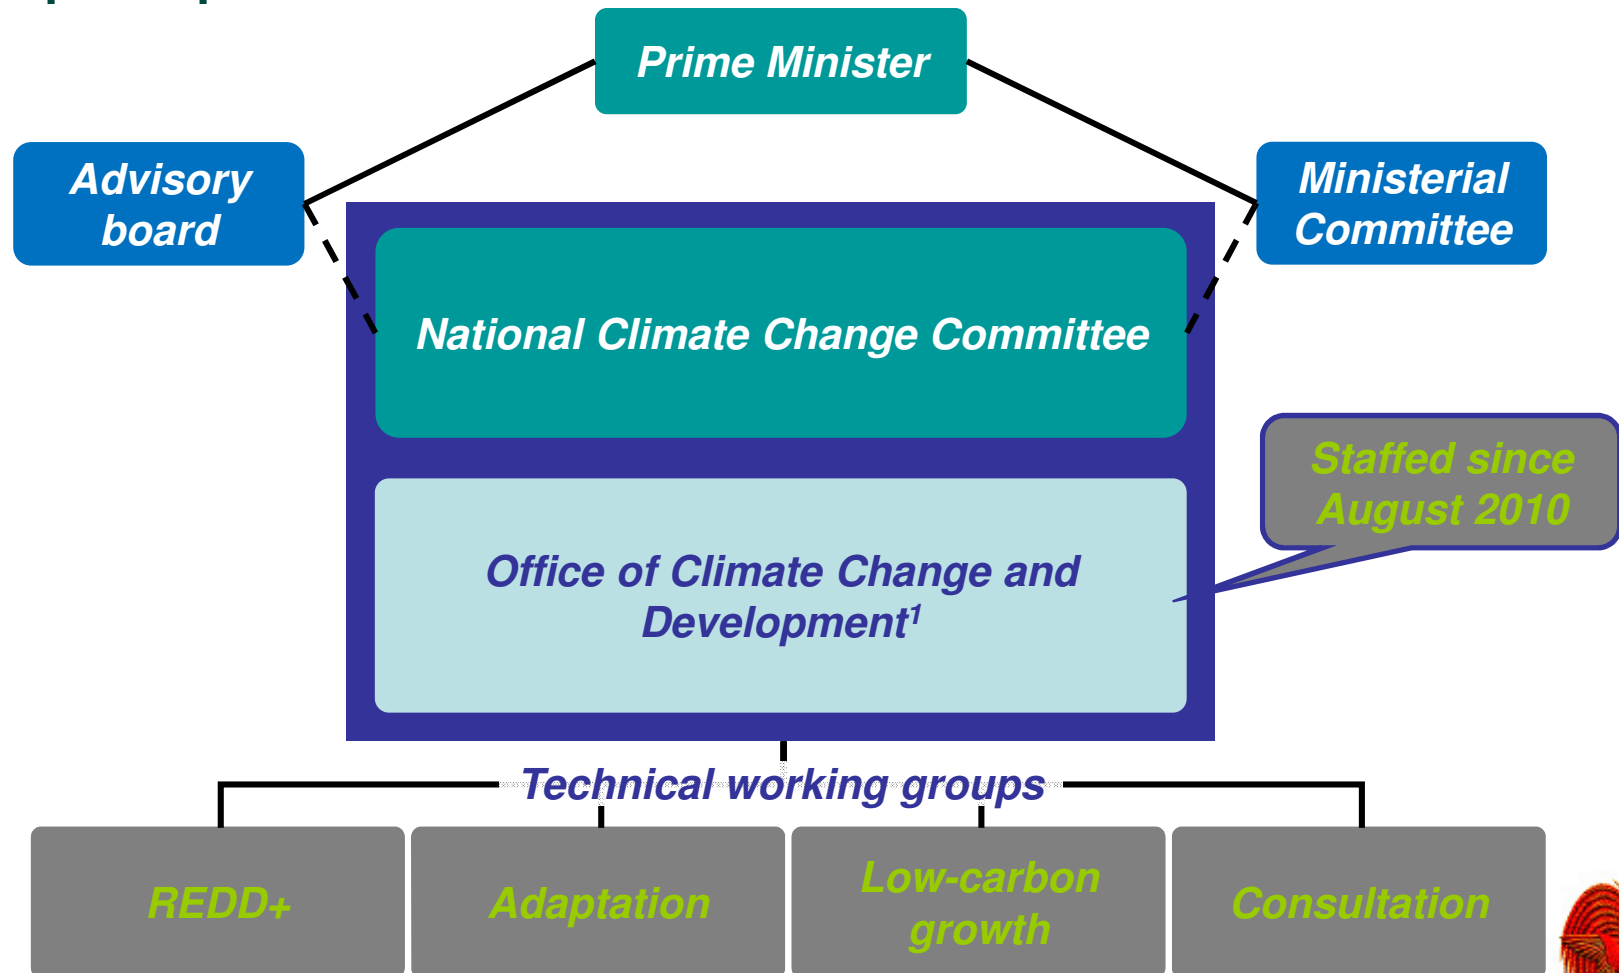 Prime Minister
Advisory
board
Ministerial
Committee
National Climate Change Committee
Staffed since
August 2010
Office of Climate Change and
Development¹
Technical working groups
REDD+
Adaptation
Low-carbon
growth
Consultation